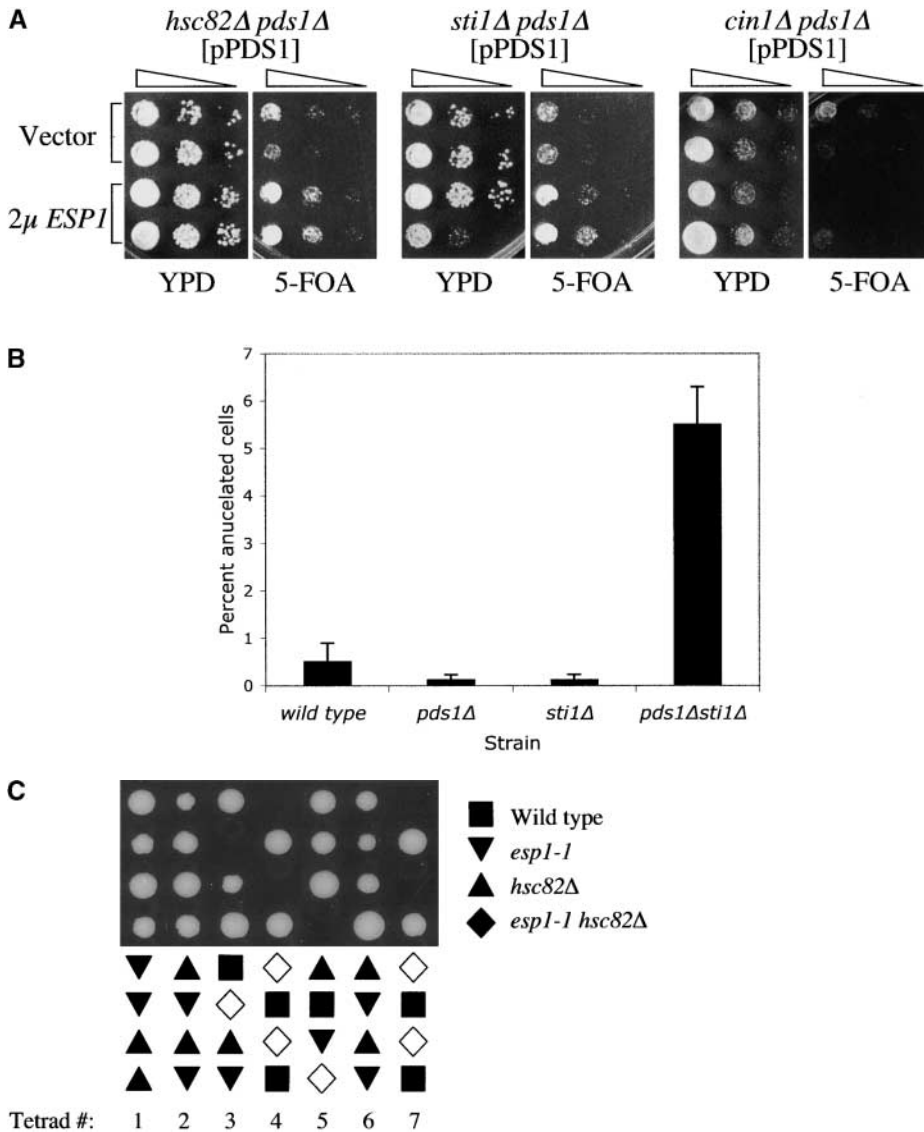 A
hsc82Δ pds1Δ
[pPDS1]
sti1Δ pds1Δ
[pPDS1]
cin1Δ pds1Δ
[pPDS1]
Vector
2μ ESP1
YPD
5-FOA
YPD
5-FOA
YPD
5-FOA
B
Percent anucelated cells
7
6
5
4
3
2
1
0
wild type
pds1Δ
sti1Δ
pds1Δsti1Δ
Strain
C
Wild type
esp1-1
hsc82Δ
esp1-1 hsc82Δ
Tetrad #: 1 2 3 4 5 6 7